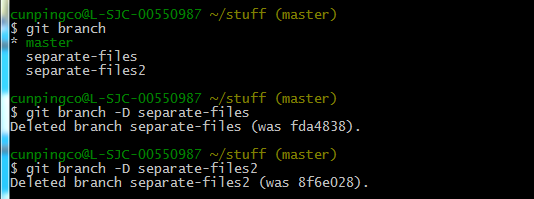 cunpingco@L-SJC-00550987 ~/stuff (master)
$ git branch
* master
  separate-files
  separate-files2
cunpingco@L-SJC-00550987 ~/stuff (master)
$ git branch -D separate-files
Deleted branch separate-files (was fda4838).
cunpingco@L-SJC-00550987 ~/stuff (master)
$ git branch -D separate-files2
Deleted branch separate-files2 (was 8f6e028).